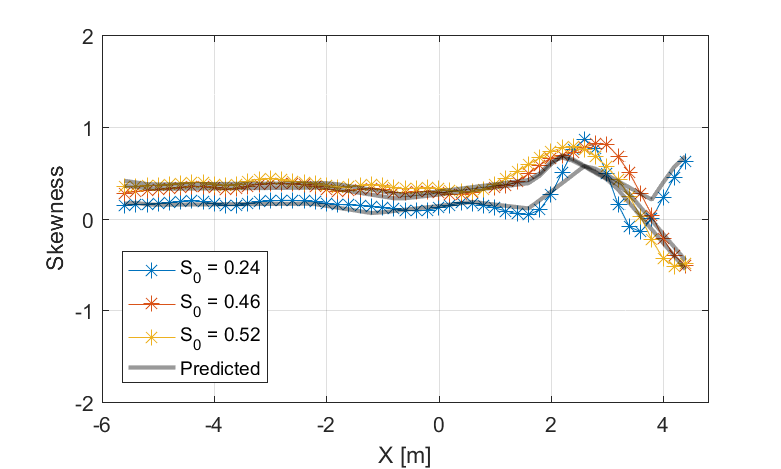 2
1
0
-1
-2
Skewness
S0 = 0.24
S0 = 0.46
S0 = 0.52
Predicted
-6 -4 -2 0 2 4
X [m]